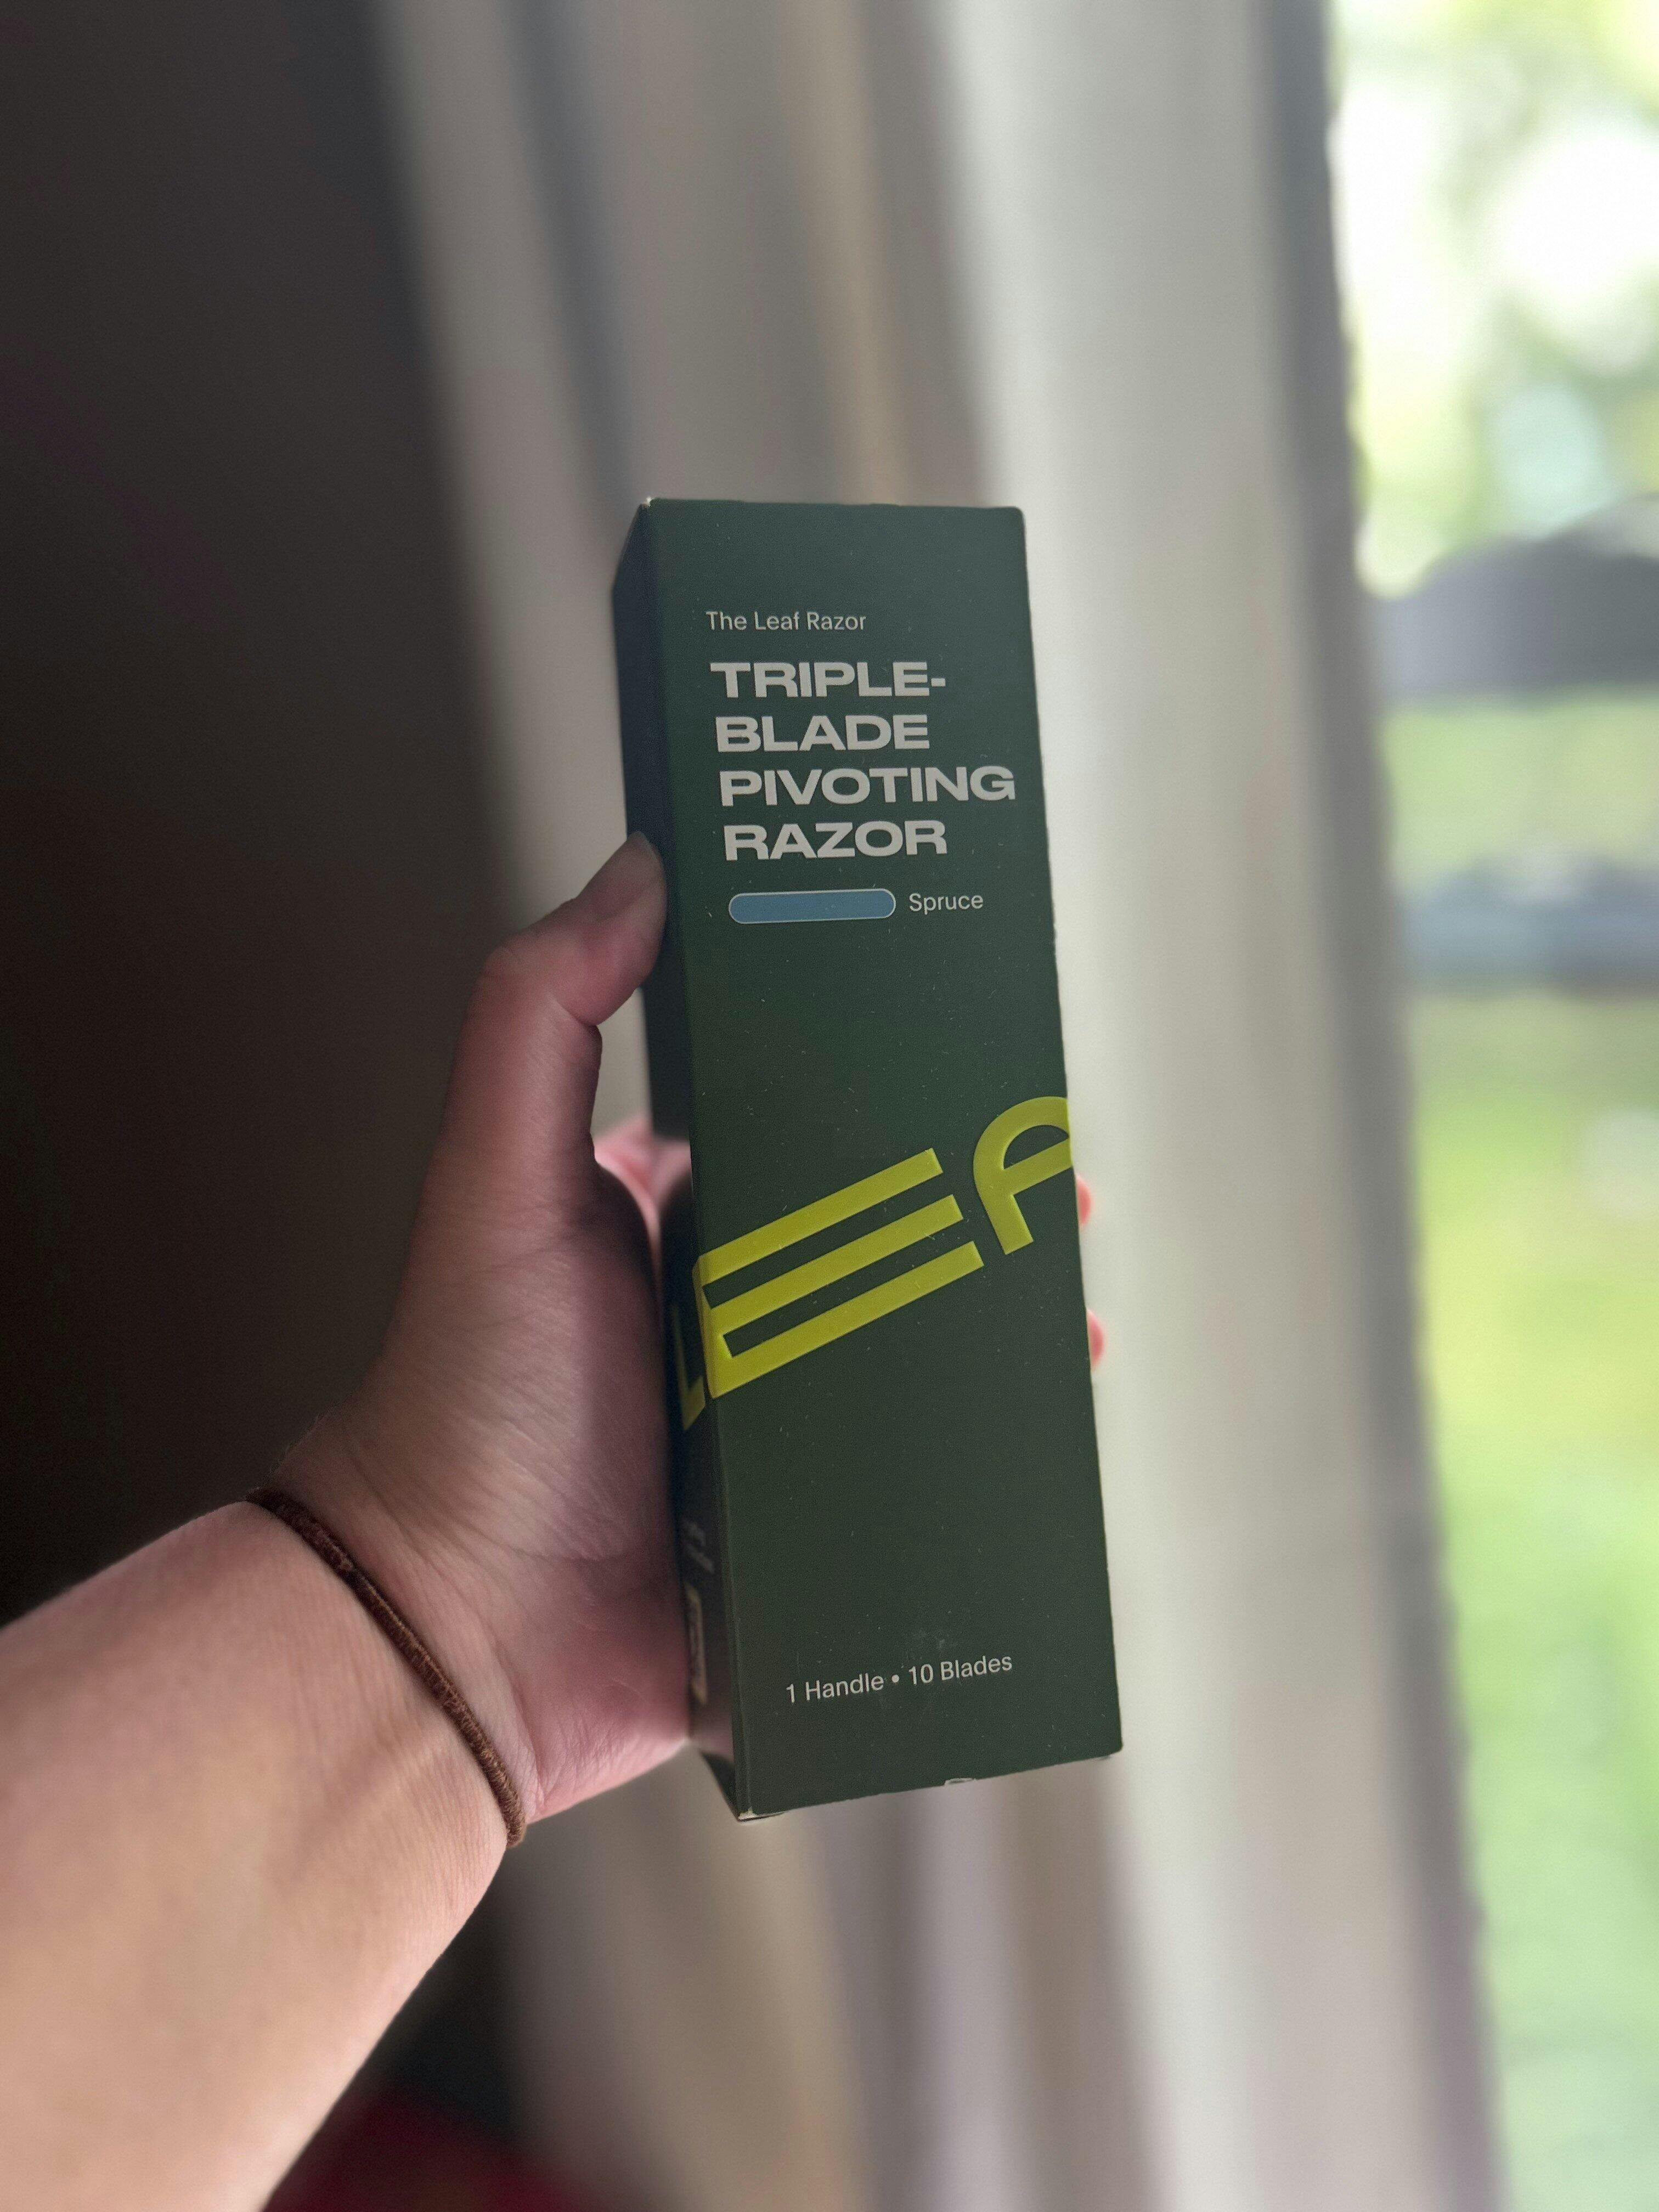 The Leaf Razor
TRIPLE-
BLADE
PIVOTING
RAZOR
Spruce
LEA
1 Handle • 10 Blades